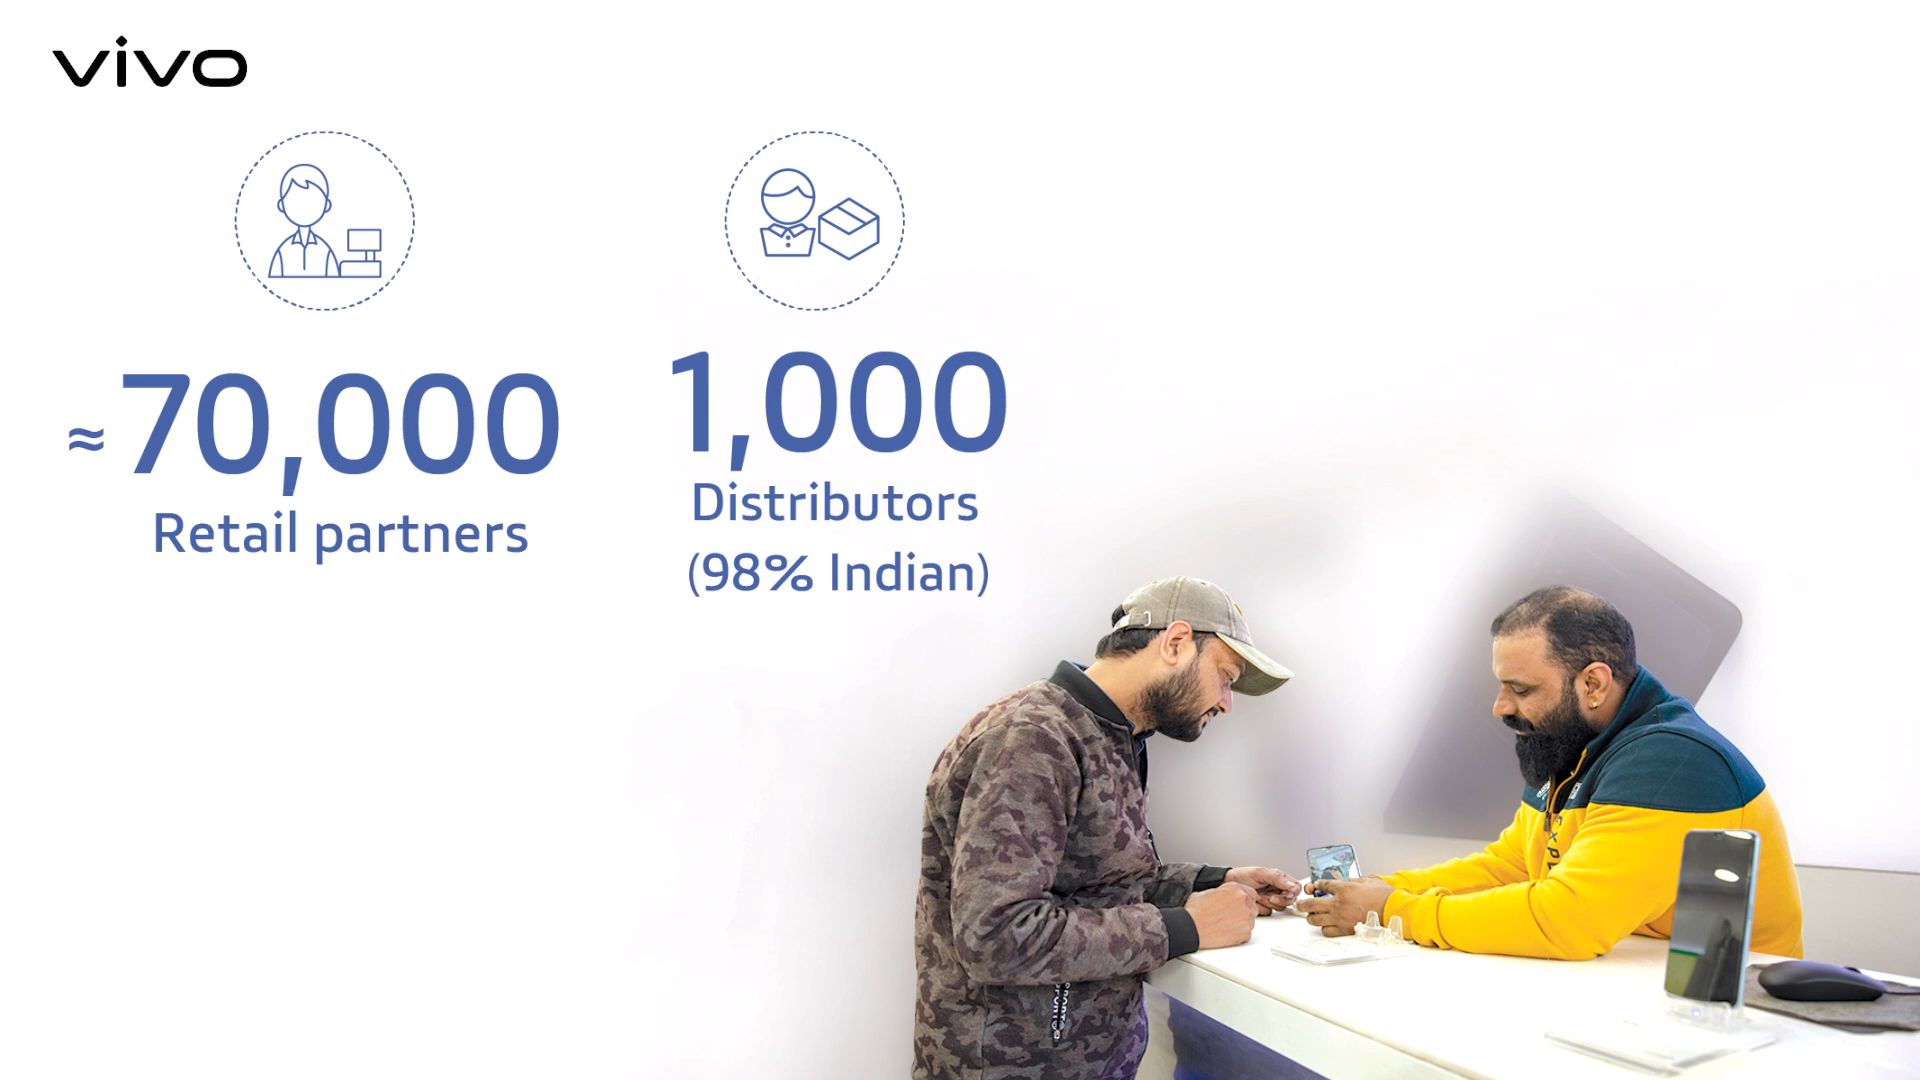 vivo
≈70,000
Retail partners
1,000
Distributors
(98% Indian)